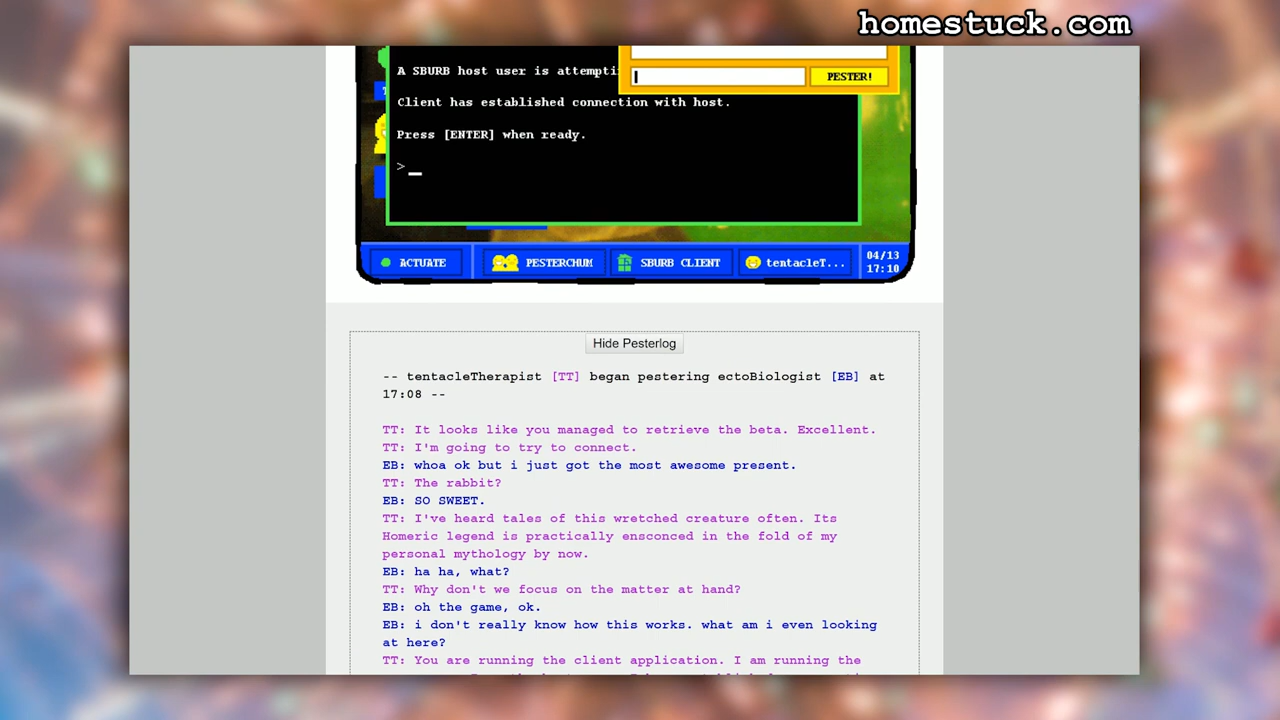 homestuck.com
A SBURB host user is attempti
PESTER!
Client has established connection with host.
Press [ENTER] when ready.
>
ACTUATE
PESTERCHUM
SBURB CLIENT
tentacleT...
04/13
17:10
Hide Pesterlog
-- tentacleTherapist [TT] began pestering ectoBiologist [EB] at
17:08 --
TT: It looks like you managed to retrieve the beta. Excellent.
TT: I'm going to try to connect.
EB: whoa ok but i just got the most awesome present.
TT: The rabbit?
EB: SO SWEET.
TT: I've heard tales of this wretched creature often. Its
Homeric legend is practically ensconced in the fold of my
personal mythology by now.
EB: ha ha, what?
TT: Why don't we focus on the matter at hand?
EB: oh the game, ok.
EB: i don't really know how this works. what am i even looking
at here?
TT: You are running the client application. I am running the